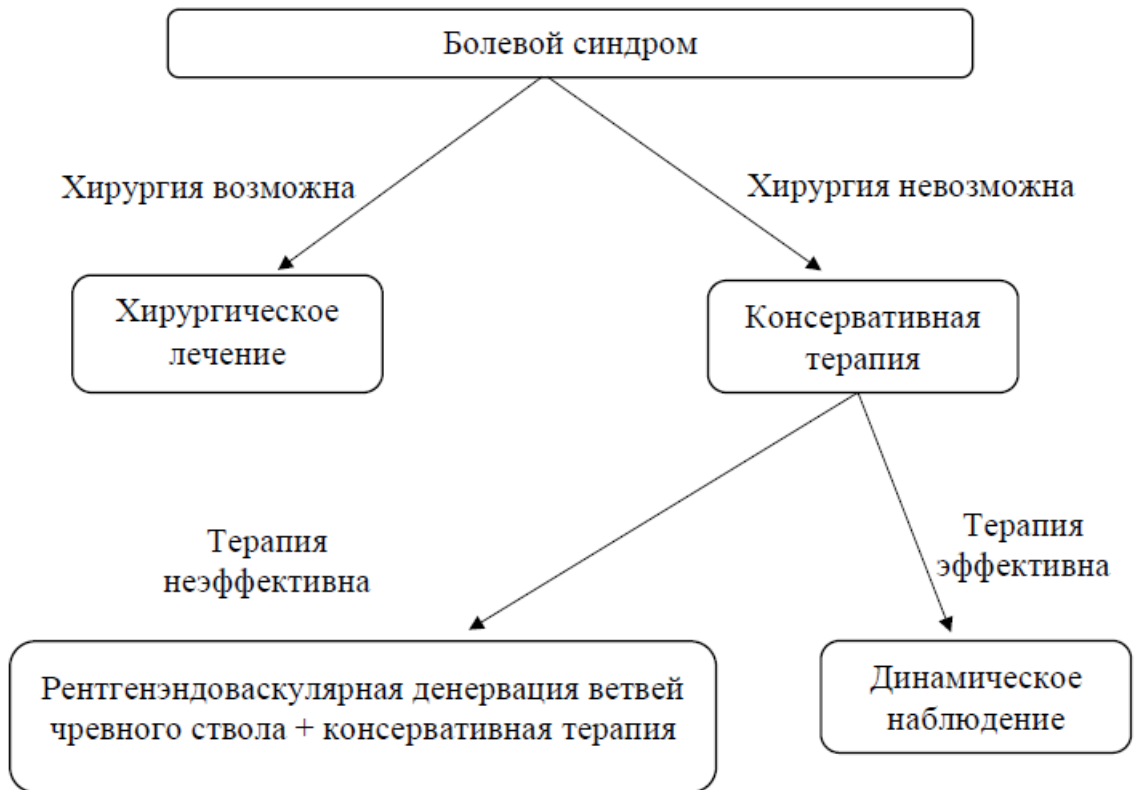 Болевой синдром
Хирургия возможна
Хирургия невозможна
Хирургическое
лечение
Консервативная
терапия
Терапия
неэффективна
Терапия
эффективна
Рентгенэндоваскулярная денервация ветвей
чревного ствола + консервативная терапия
Динамическое
наблюдение